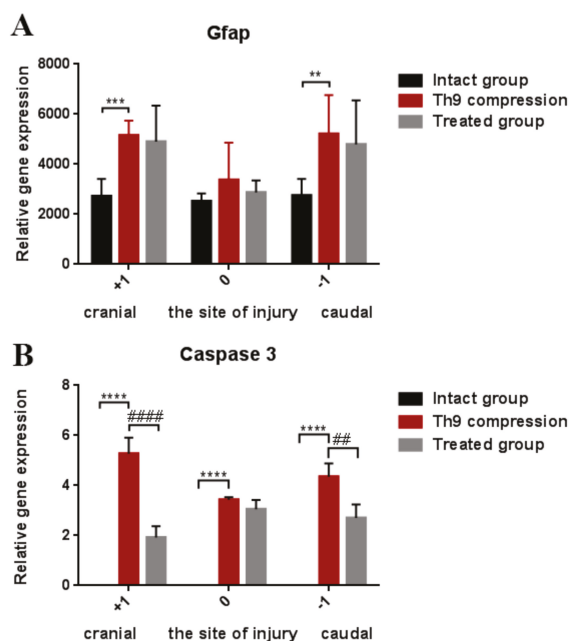 A
Gfap
Relative gene expression
8000
6000
4000
2000
0
***
**
Intact group
Th9 compression
Treated group
+1
0
-1
cranial the site of injury caudal
B
Caspase 3
Relative gene expression
8
6
4
2
0
****
####
****
****
##
Intact group
Th9 compression
Treated group
+1
0
-1
cranial the site of injury caudal